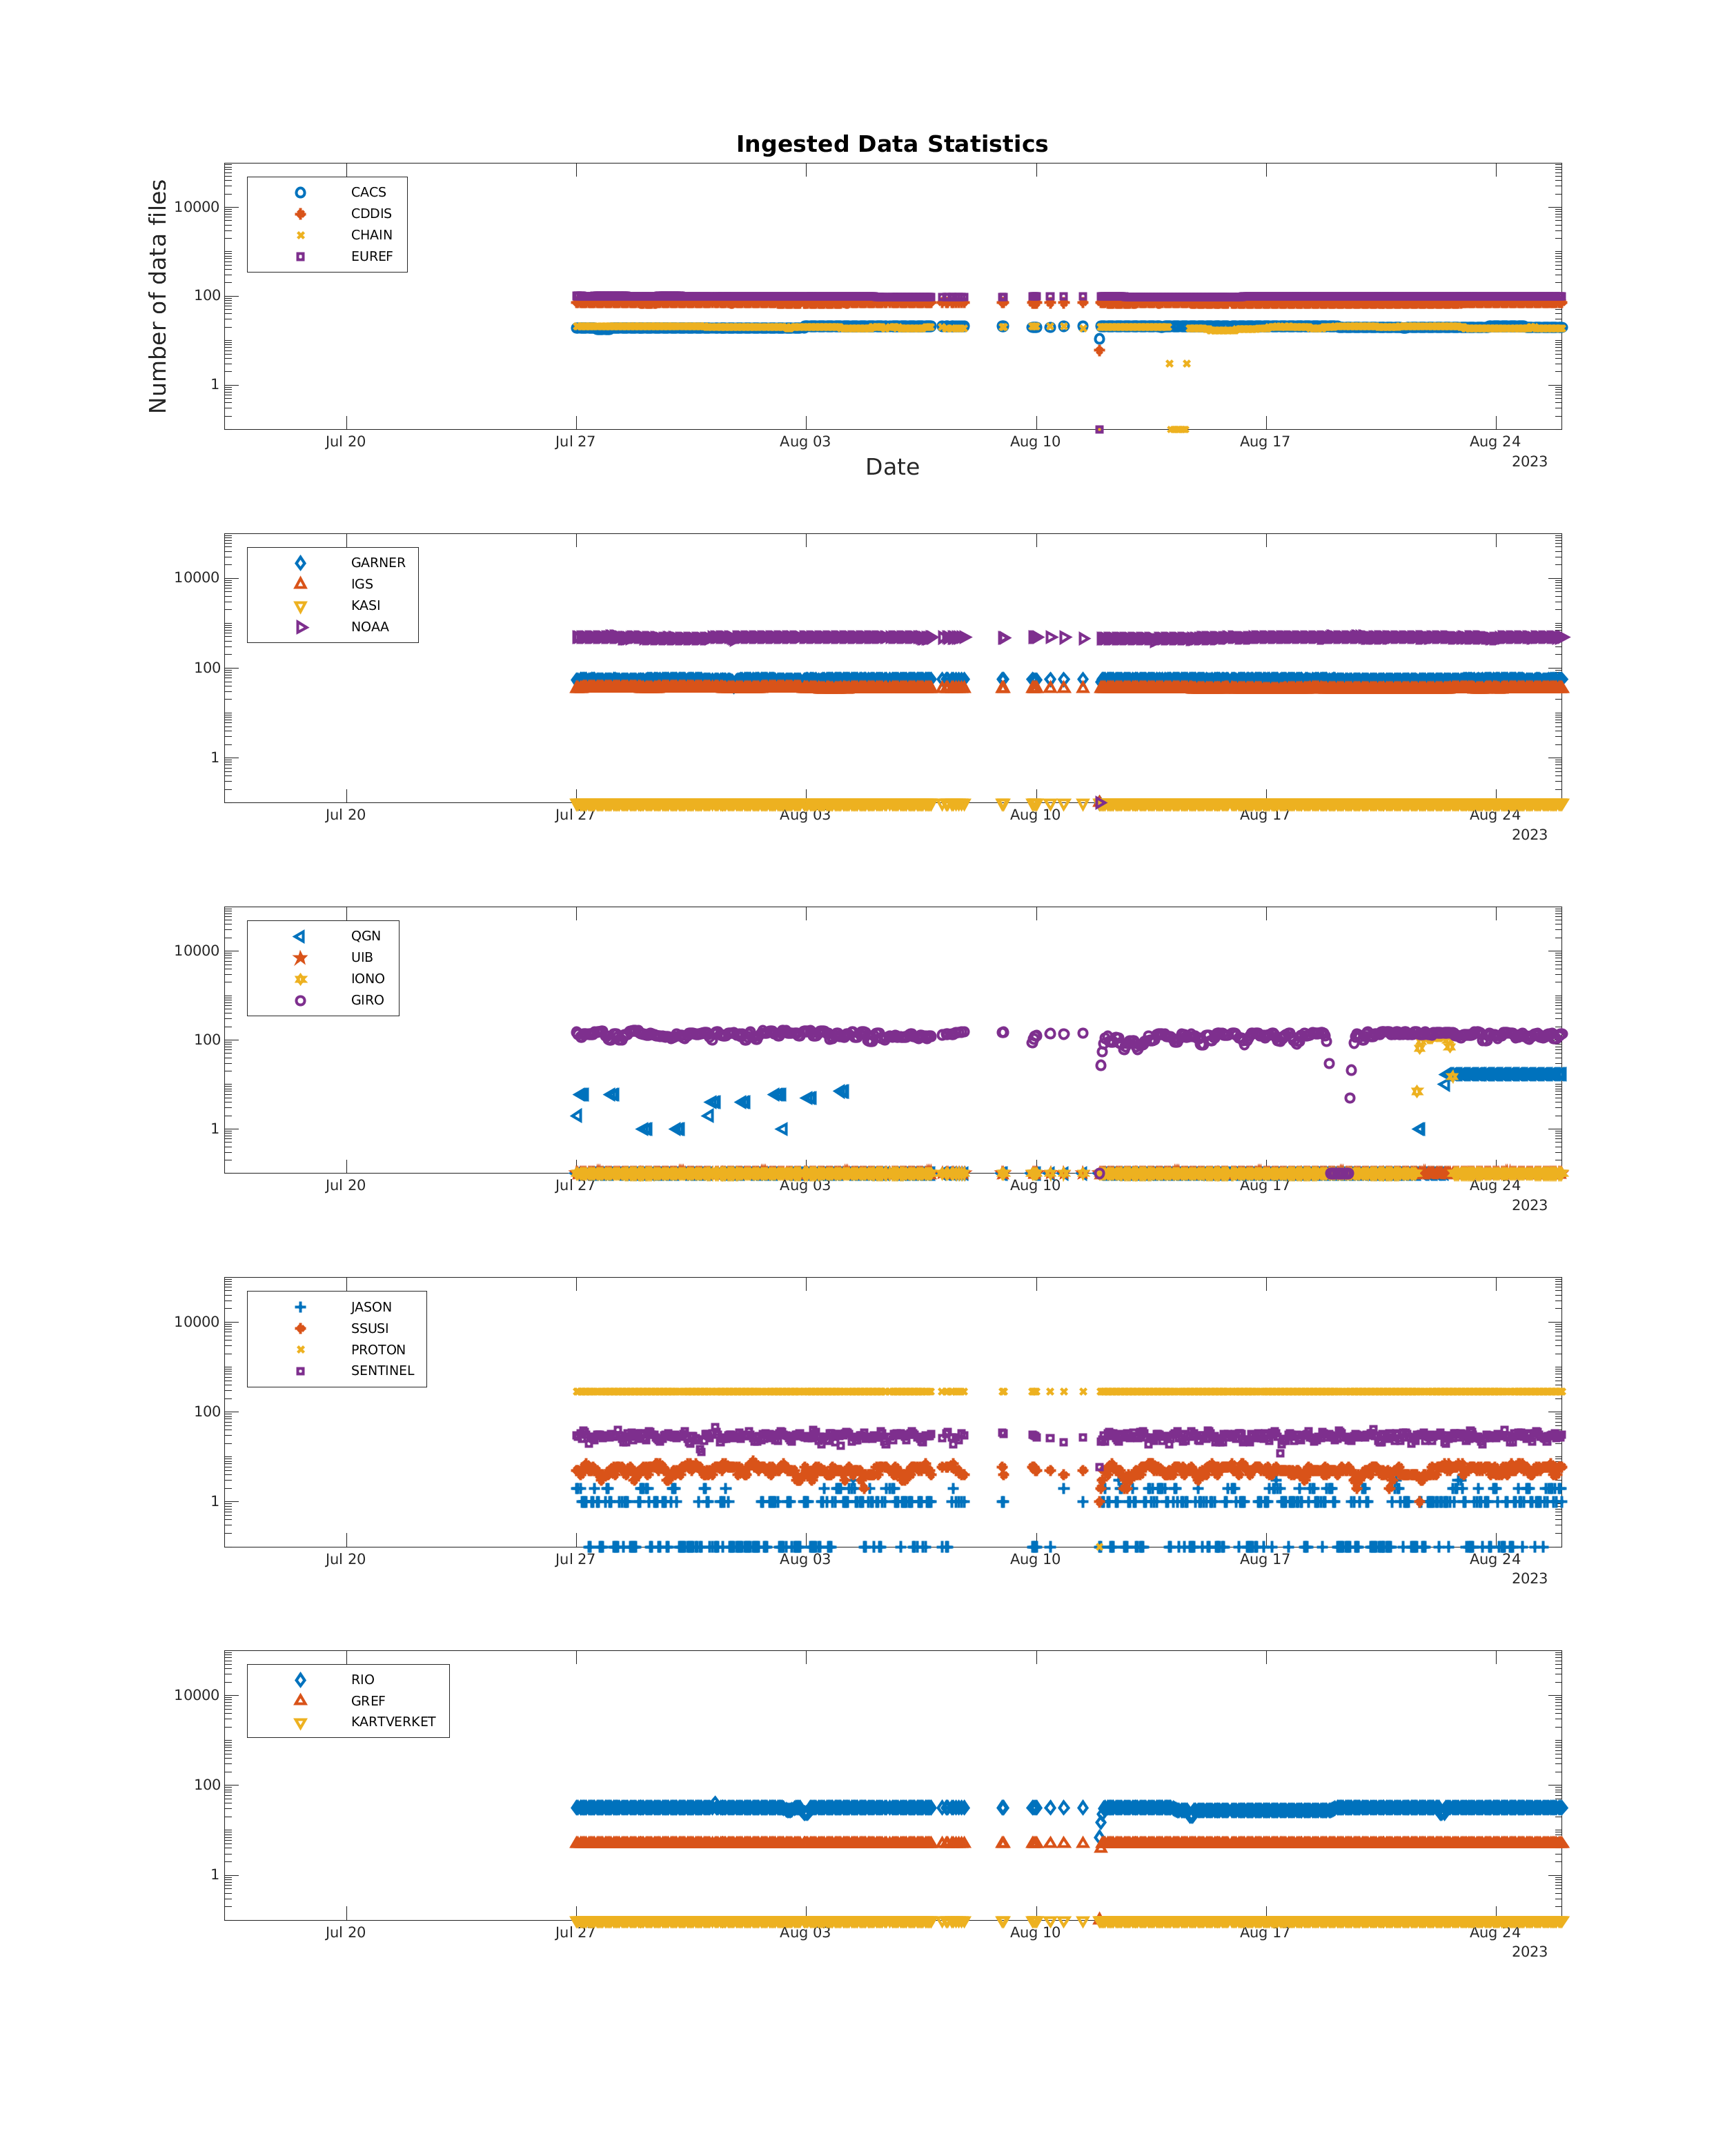 Ingested Data Statistics
Number of data files
10000
100
1
CACS
CDDIS
CHAIN
EUREF
Jul 20 Jul 27 Aug 03 Aug 10 Aug 17 Aug 24
2023
Date
10000
100
1
GARNER
IGS
KASI
NOAA
Jul 20 Jul 27 Aug 03 Aug 10 Aug 17 Aug 24
2023
10000
100
1
QGN
UIB
IONO
GIRO
Jul 20 Jul 27 Aug 03 Aug 10 Aug 17 Aug 24
2023
10000
100
1
JASON
SSUSI
PROTON
SENTINEL
Jul 20 Jul 27 Aug 03 Aug 10 Aug 17 Aug 24
2023
10000
100
1
RIO
GREF
KARTVERKET
Jul 20 Jul 27 Aug 03 Aug 10 Aug 17 Aug 24
2023